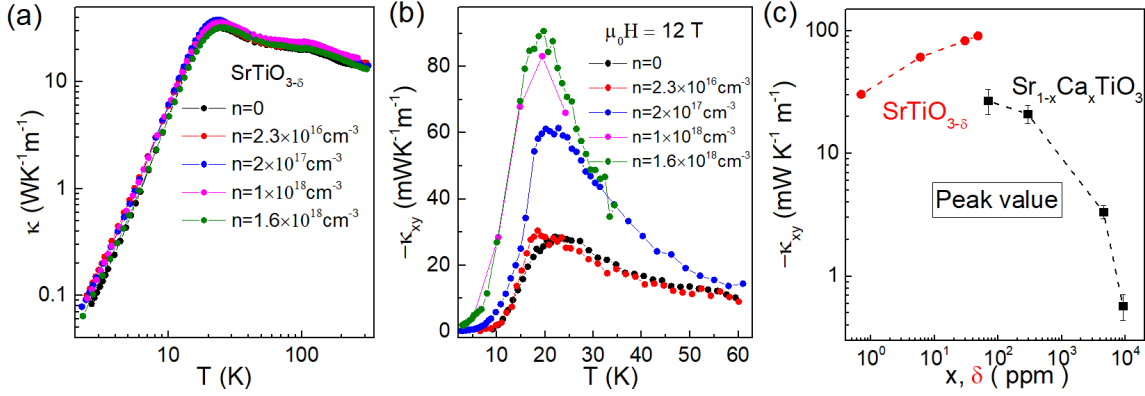 (a)
κ (WK⁻¹m⁻¹)
10
1
0.1
SrTiO₃₋δ
n=0
n=2.3×10¹⁶cm⁻³
n=2×10¹⁷cm⁻³
n=1×10¹⁸cm⁻³
n=1.6×10¹⁸cm⁻³
10
100
T (K)
(b)
−κxy (mWK⁻¹m⁻¹)
80
60
40
20
0
μ₀H = 12 T
n=0
n=2.3×10¹⁶cm⁻³
n=2×10¹⁷cm⁻³
n=1×10¹⁸cm⁻³
n=1.6×10¹⁸cm⁻³
10 20 30 40 50 60
T (K)
(c)
−κxy (mW K⁻¹ m⁻¹)
100
10
1
Sr₁₋ₓCaₓTiO₃
SrTiO₃₋δ
Peak value
10⁰ 10¹ 10² 10³ 10⁴
x, δ ( ppm )